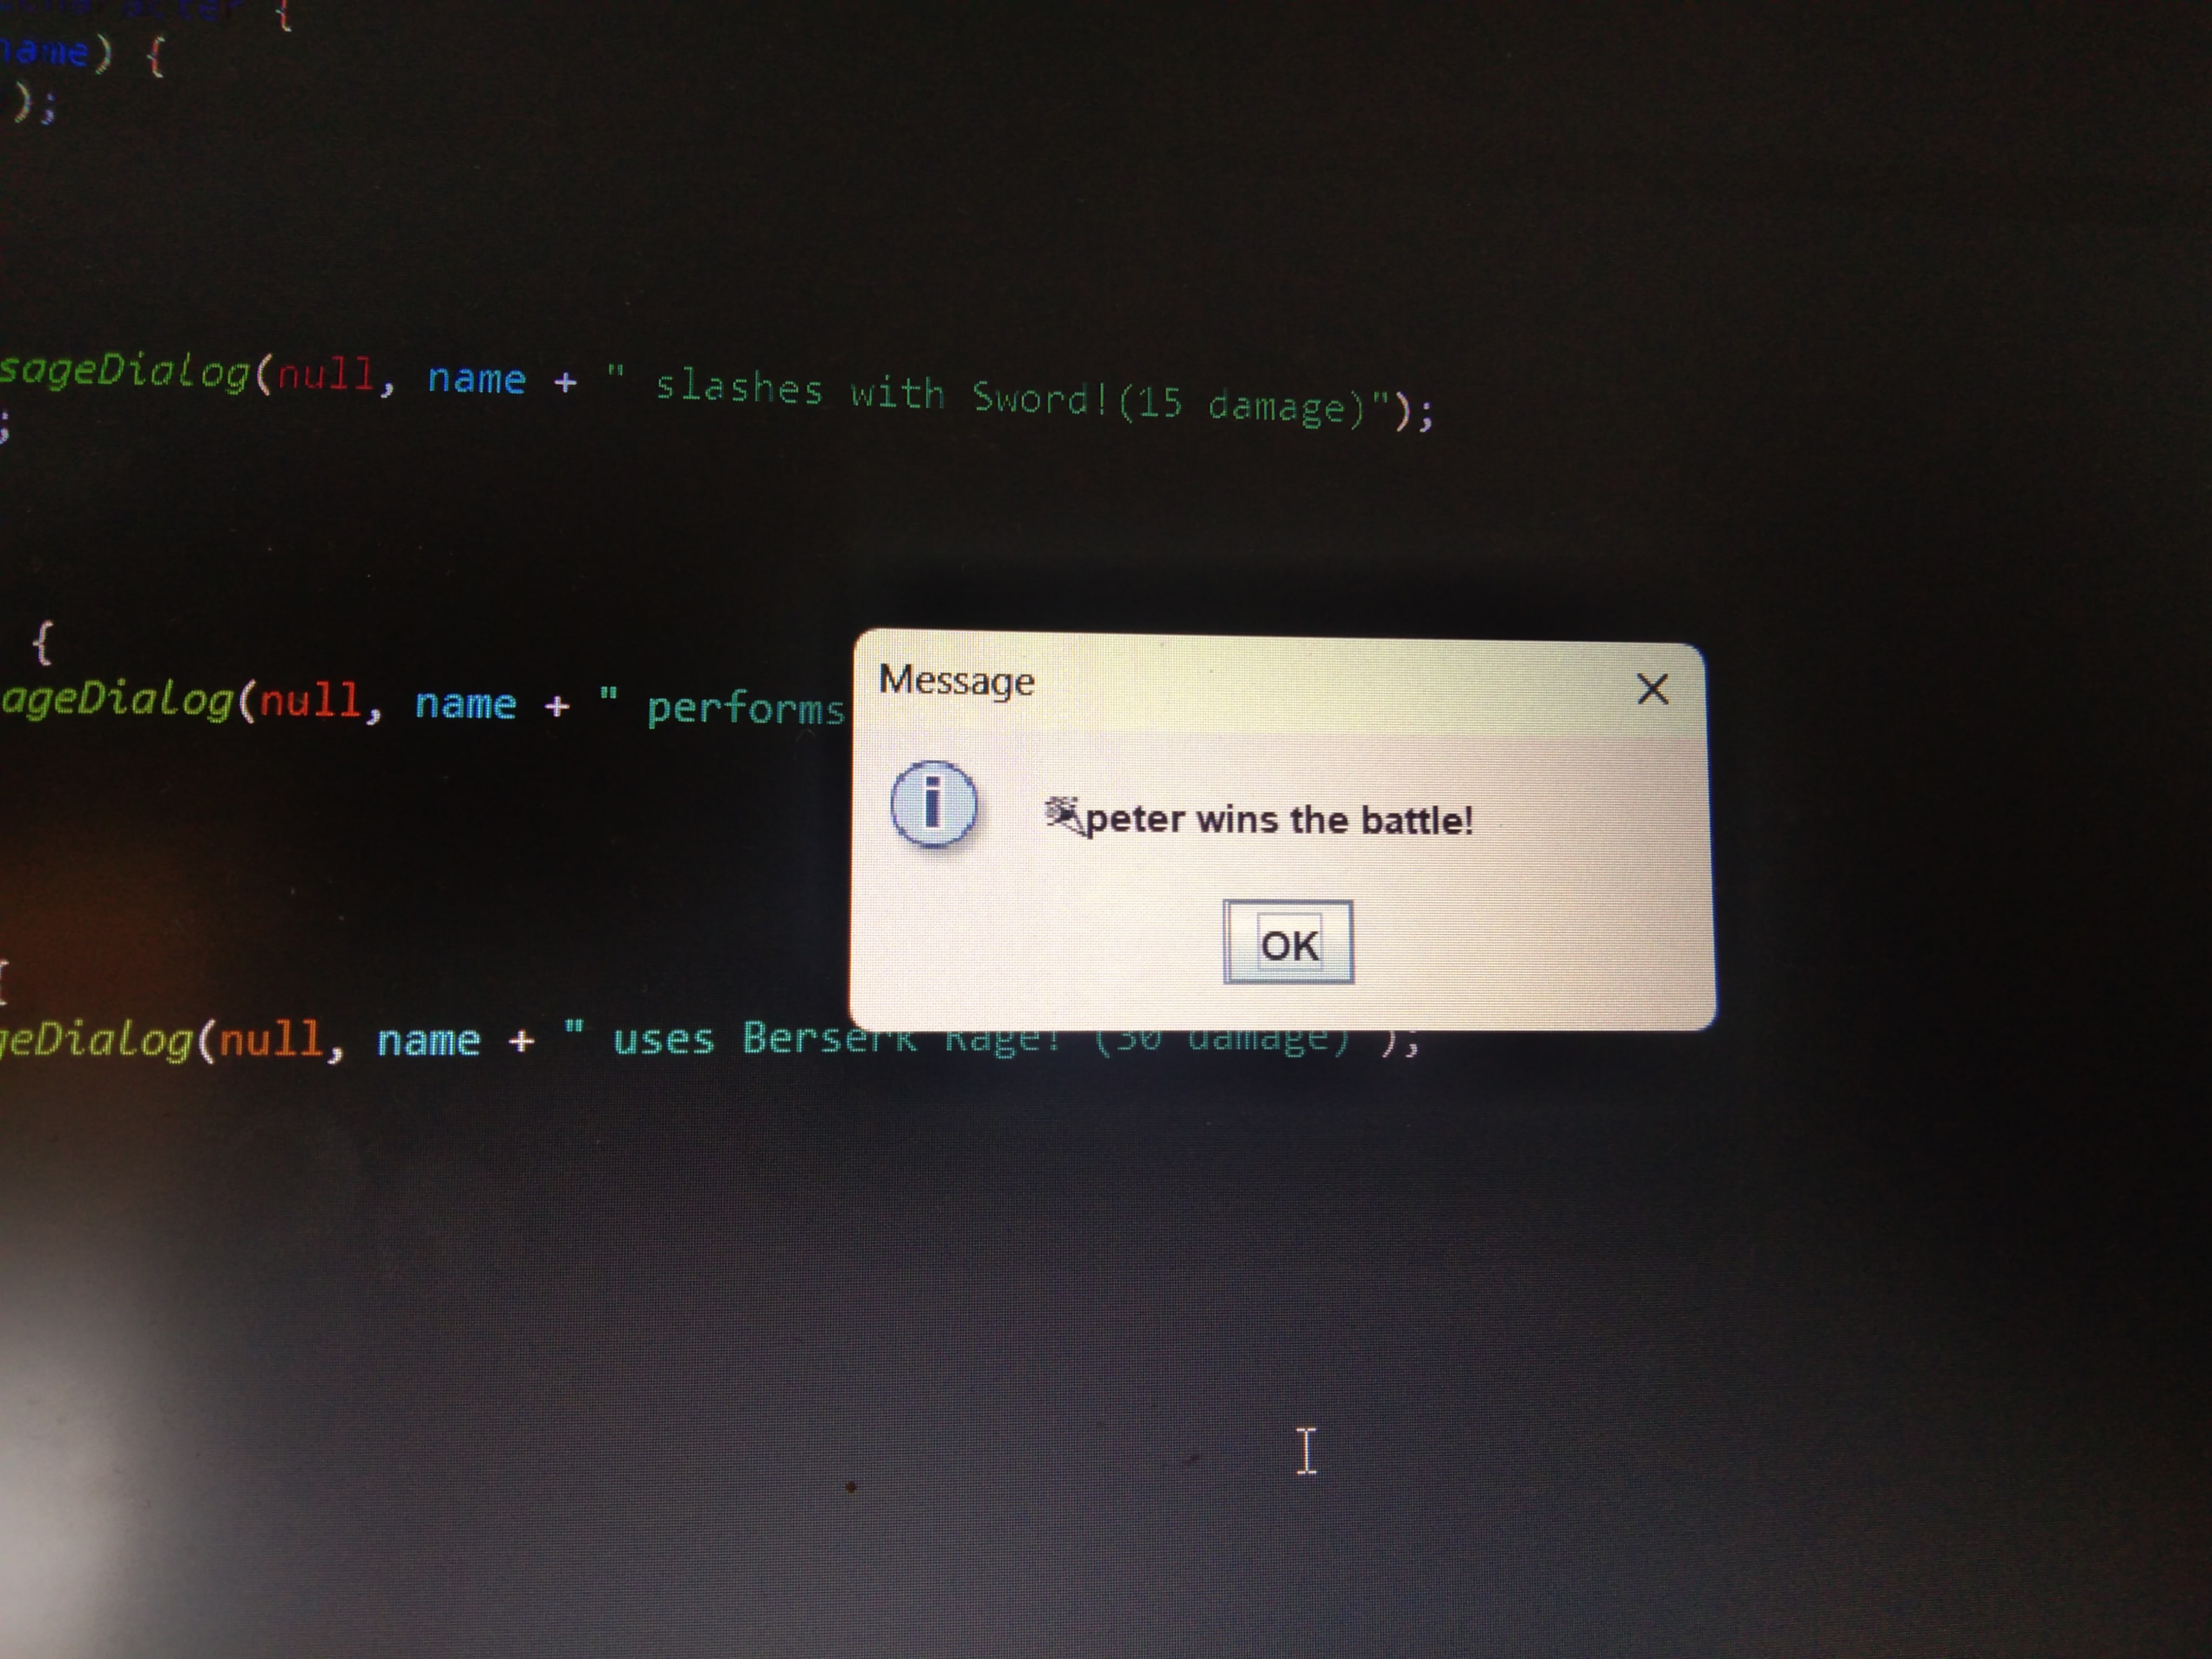 name) {
);
sageDialog(null, name + " slashes with Sword!(15 damage)");
;
{
ageDialog(null, name + " performs
Message
peter wins the battle!
OK
{
geDialog(null, name + " uses Berserk Rage! (30 damage) );